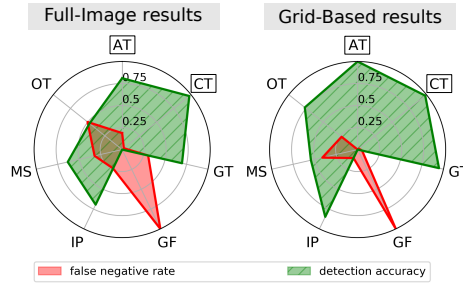 Full-Image results
Grid-Based results
AT
CT
GT
GF
IP
MS
OT
0.75
0.5
0.25
AT
CT
GT
GF
IP
MS
OT
0.75
0.5
0.25
false negative rate
detection accuracy